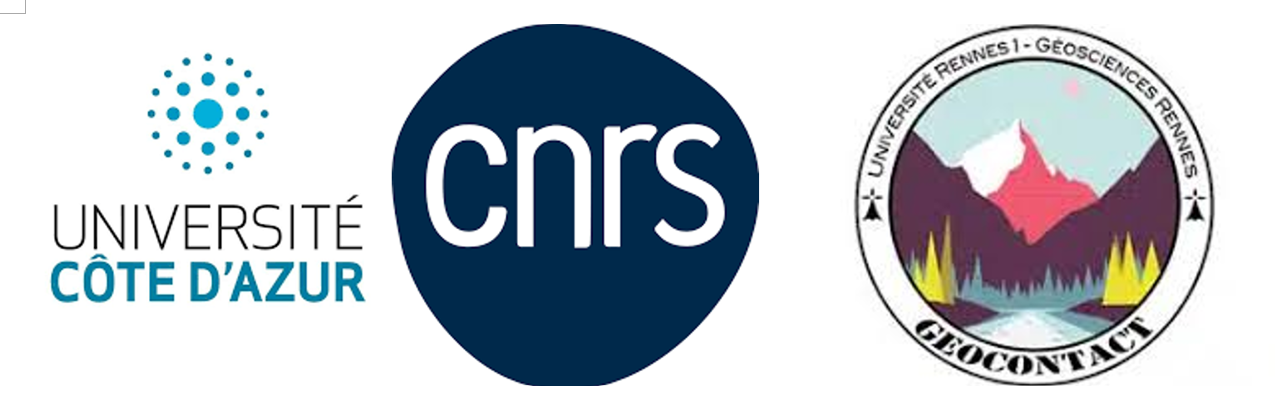 UNIVERSITÉ
CÔTE D'AZUR
cnrs
UNIVERSITÉ RENNES 1 - GÉOSCIENCES RENNES
GEOCONTACT